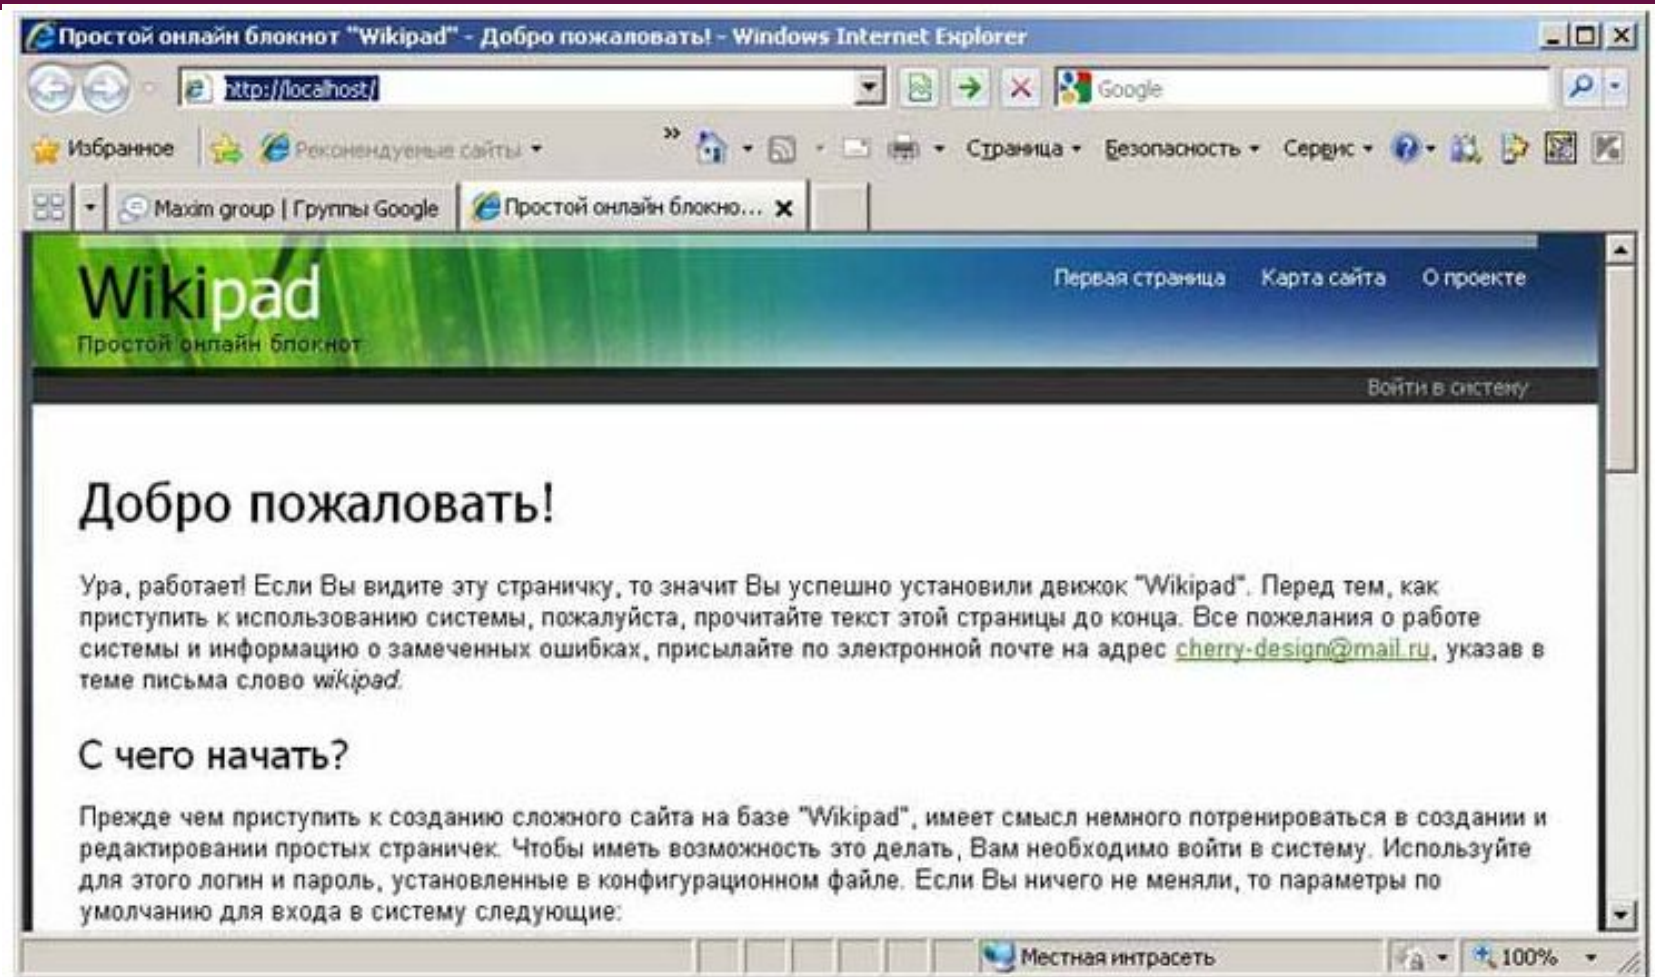 Простой онлайн блокнот "Wikipad" - Добро пожаловать! - Windows Internet Explorer
http://localhost/
Google
Избранное Рекомендуемые сайты ▾ » Страница ▾ Безопасность ▾ Сервис ▾
Maxim group | Группы Google Простой онлайн блокно...
Wikipad
Первая страница Карта сайта О проекте
Простой онлайн блокнот
Войти в систему
Добро пожаловать!
Ура, работает! Если Вы видите эту страничку, то значит Вы успешно установили движок "Wikipad". Перед тем, как
приступить к использованию системы, пожалуйста, прочитайте текст этой страницы до конца. Все пожелания о работе
системы и информацию о замеченных ошибках, присылайте по электронной почте на адрес cherry-design@mail.ru, указав в
теме письма слово wikipad.
С чего начать?
Прежде чем приступить к созданию сложного сайта на базе "Wikipad", имеет смысл немного потренироваться в создании и
редактировании простых страничек. Чтобы иметь возможность это делать, Вам необходимо войти в систему. Используйте
для этого логин и пароль, установленные в конфигурационном файле. Если Вы ничего не меняли, то параметры по
умолчанию для входа в систему следующие:
Местная интрасеть
100%